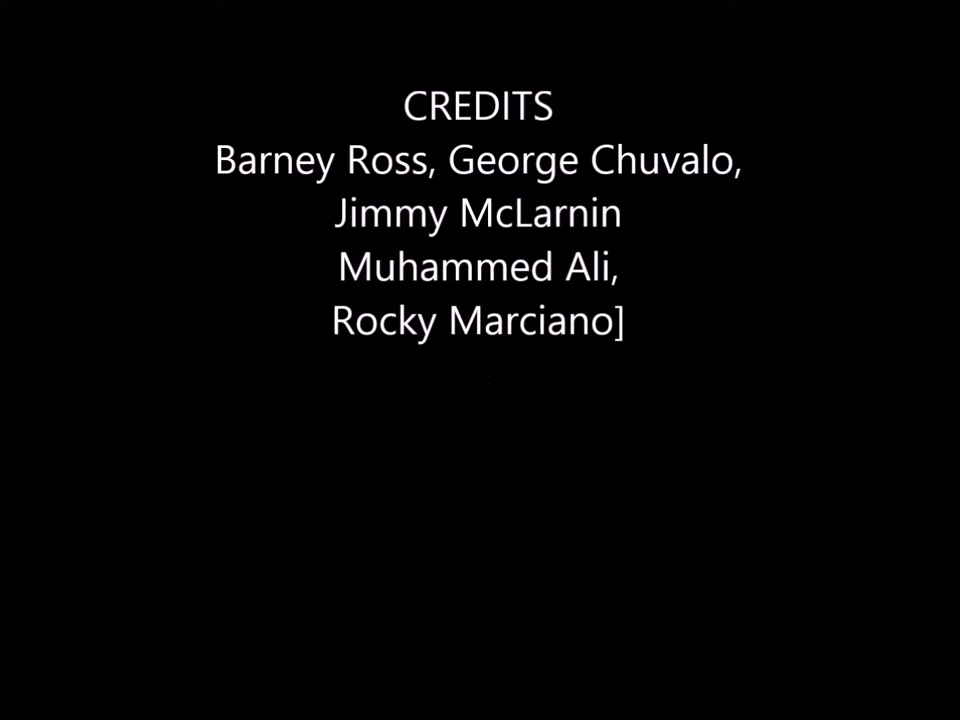 CREDITS
Barney Ross, George Chuvalo,
Jimmy McLarnin
Muhammed Ali,
Rocky Marciano]